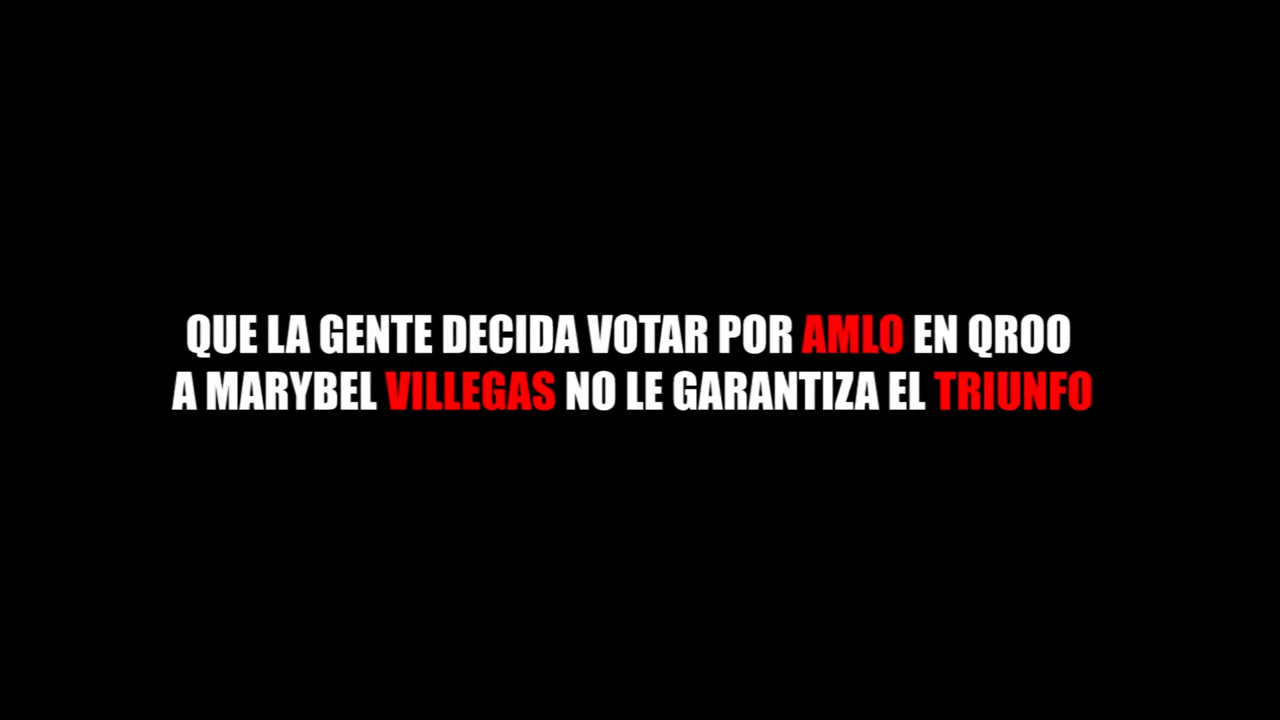 QUE LA GENTE DECIDA VOTAR POR AMLO EN QROO
A MARYBEL VILLEGAS NO LE GARANTIZA EL TRIUNFO